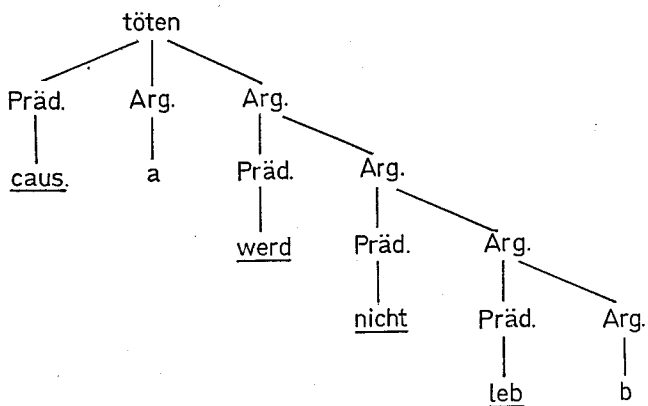 töten
Präd. Arg. Arg.
caus. a Präd. Arg.
werd Präd. Arg.
nicht Präd. Arg.
leb b